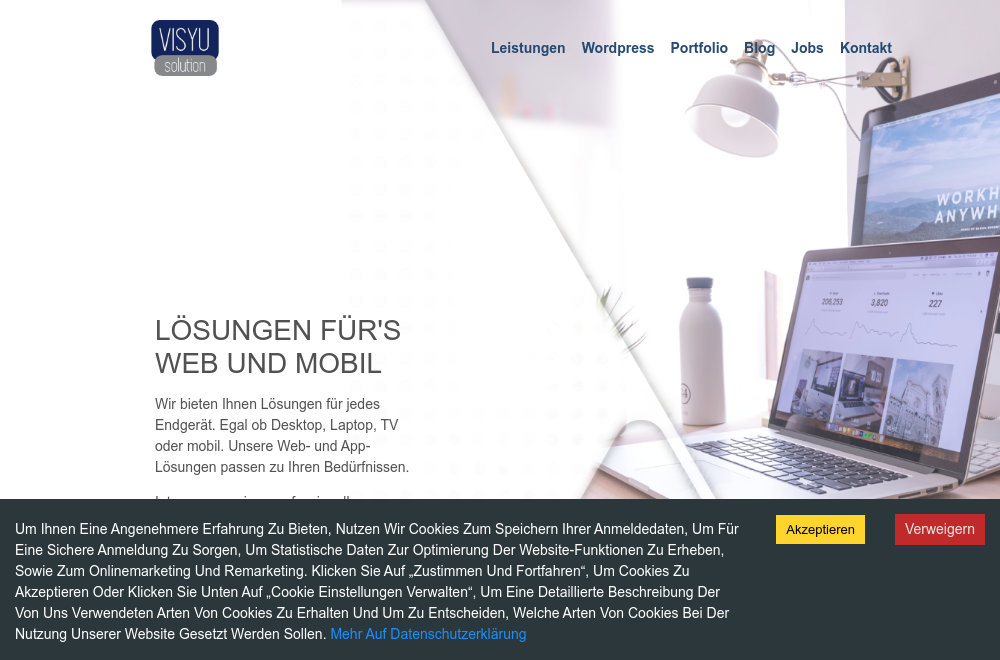 VISYU
solution
Leistungen Wordpress Portfolio Blog Jobs Kontakt
WORKH
ANYWH
206,253 3,820 227
LÖSUNGEN FÜR'S
WEB UND MOBIL
Wir bieten Ihnen Lösungen für jedes
Endgerät. Egal ob Desktop, Laptop, TV
oder mobil. Unsere Web- und App-
Lösungen passen zu Ihren Bedürfnissen.
Um Ihnen Eine Angenehmere Erfahrung Zu Bieten, Nutzen Wir Cookies Zum Speichern Ihrer Anmeldedaten, Um Für
Eine Sichere Anmeldung Zu Sorgen, Um Statistische Daten Zur Optimierung Der Website-Funktionen Zu Erheben,
Sowie Zum Onlinemarketing Und Remarketing. Klicken Sie Auf „Zustimmen Und Fortfahren“, Um Cookies Zu
Akzeptieren Oder Klicken Sie Unten Auf „Cookie Einstellungen Verwalten“, Um Eine Detaillierte Beschreibung Der
Von Uns Verwendeten Arten Von Cookies Zu Erhalten Und Um Zu Entscheiden, Welche Arten Von Cookies Bei Der
Nutzung Unserer Website Gesetzt Werden Sollen. Mehr Auf Datenschutzerklärung
Akzeptieren
Verweigern